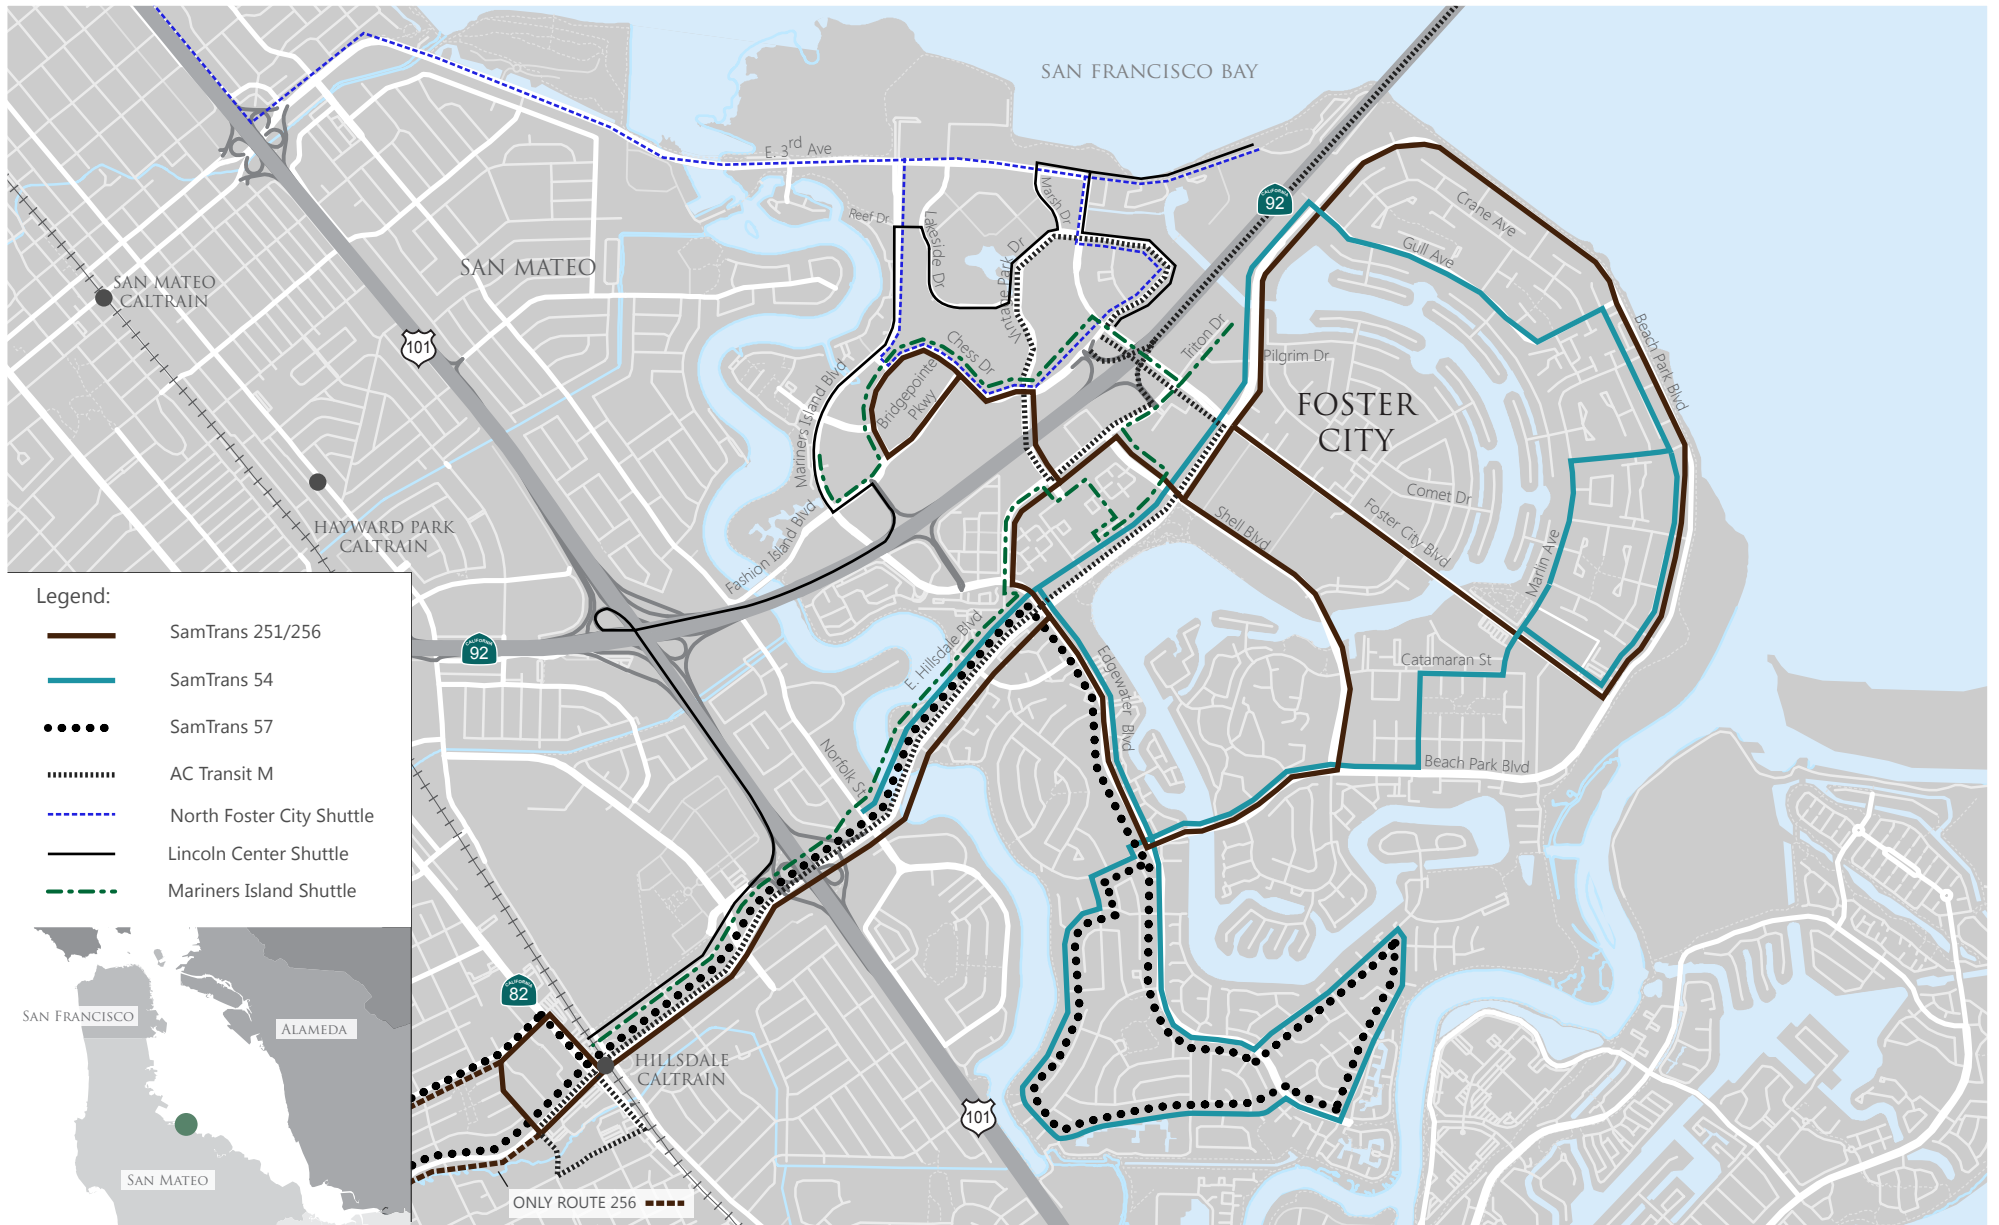 SAN FRANCISCO BAY
E. 3rd Ave
CALIFORNIA
92
Marsh Dr
Reef Dr
Lakeside Dr
Crane Ave
Gull Ave
Vintage Park Dr
SAN MATEO
SAN MATEO
CALTRAIN
101
Chess Dr
Triton Dr
Pilgrim Dr
Beach Park Blvd
Bridgepointe
Pkwy
Mariners Island Blvd
FOSTER
CITY
HAYWARD PARK
CALTRAIN
Comet Dr
Foster City Blvd
Shell Blvd
Fashion Island Blvd
Marlin Ave
Legend:
SamTrans 251/256
SamTrans 54
SamTrans 57
AC Transit M
North Foster City Shuttle
Lincoln Center Shuttle
Mariners Island Shuttle
CALIFORNIA
92
E. Hillsdale Blvd
Edgewater Blvd
Catamaran St
Beach Park Blvd
Norfolk St
CALIFORNIA
82
HILLSDALE
CALTRAIN
101
SAN FRANCISCO
ALAMEDA
SAN MATEO
ONLY ROUTE 256